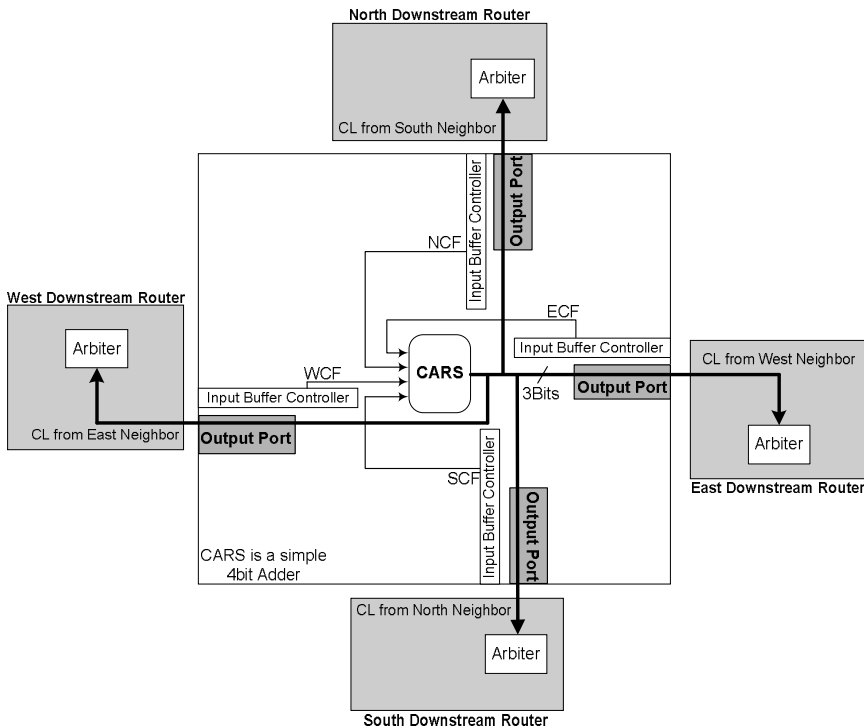 North Downstream Router
Arbiter
CL from South Neighbor
Input Buffer Controller
Output Port
NCF
West Downstream Router
Arbiter
CL from East Neighbor
ECF
Input Buffer Controller
CARS
WCF
Input Buffer Controller
Output Port
3Bits
Output Port
CL from West Neighbor
Arbiter
East Downstream Router
SCF
Input Buffer Controller
Output Port
CARS is a simple
4bit Adder
CL from North Neighbor
Arbiter
South Downstream Router